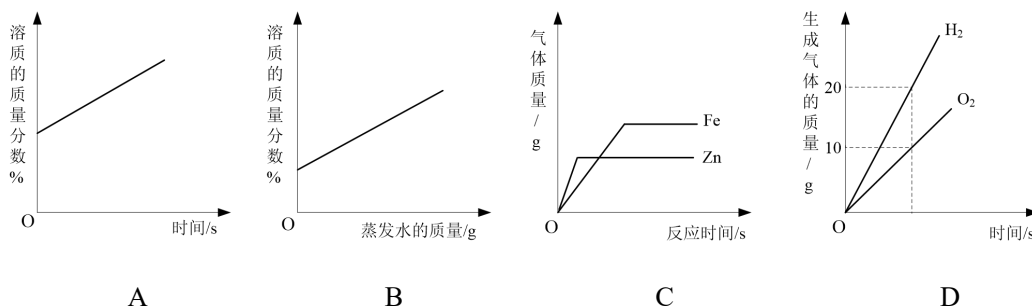 溶质的质量分数%
O
时间/s
A
溶质的质量分数%
O
蒸发水的质量/g
B
气体质量/g
Fe
Zn
O
反应时间/s
C
生成气体的质量/g
H₂
20
O₂
10
O
时间/s
D